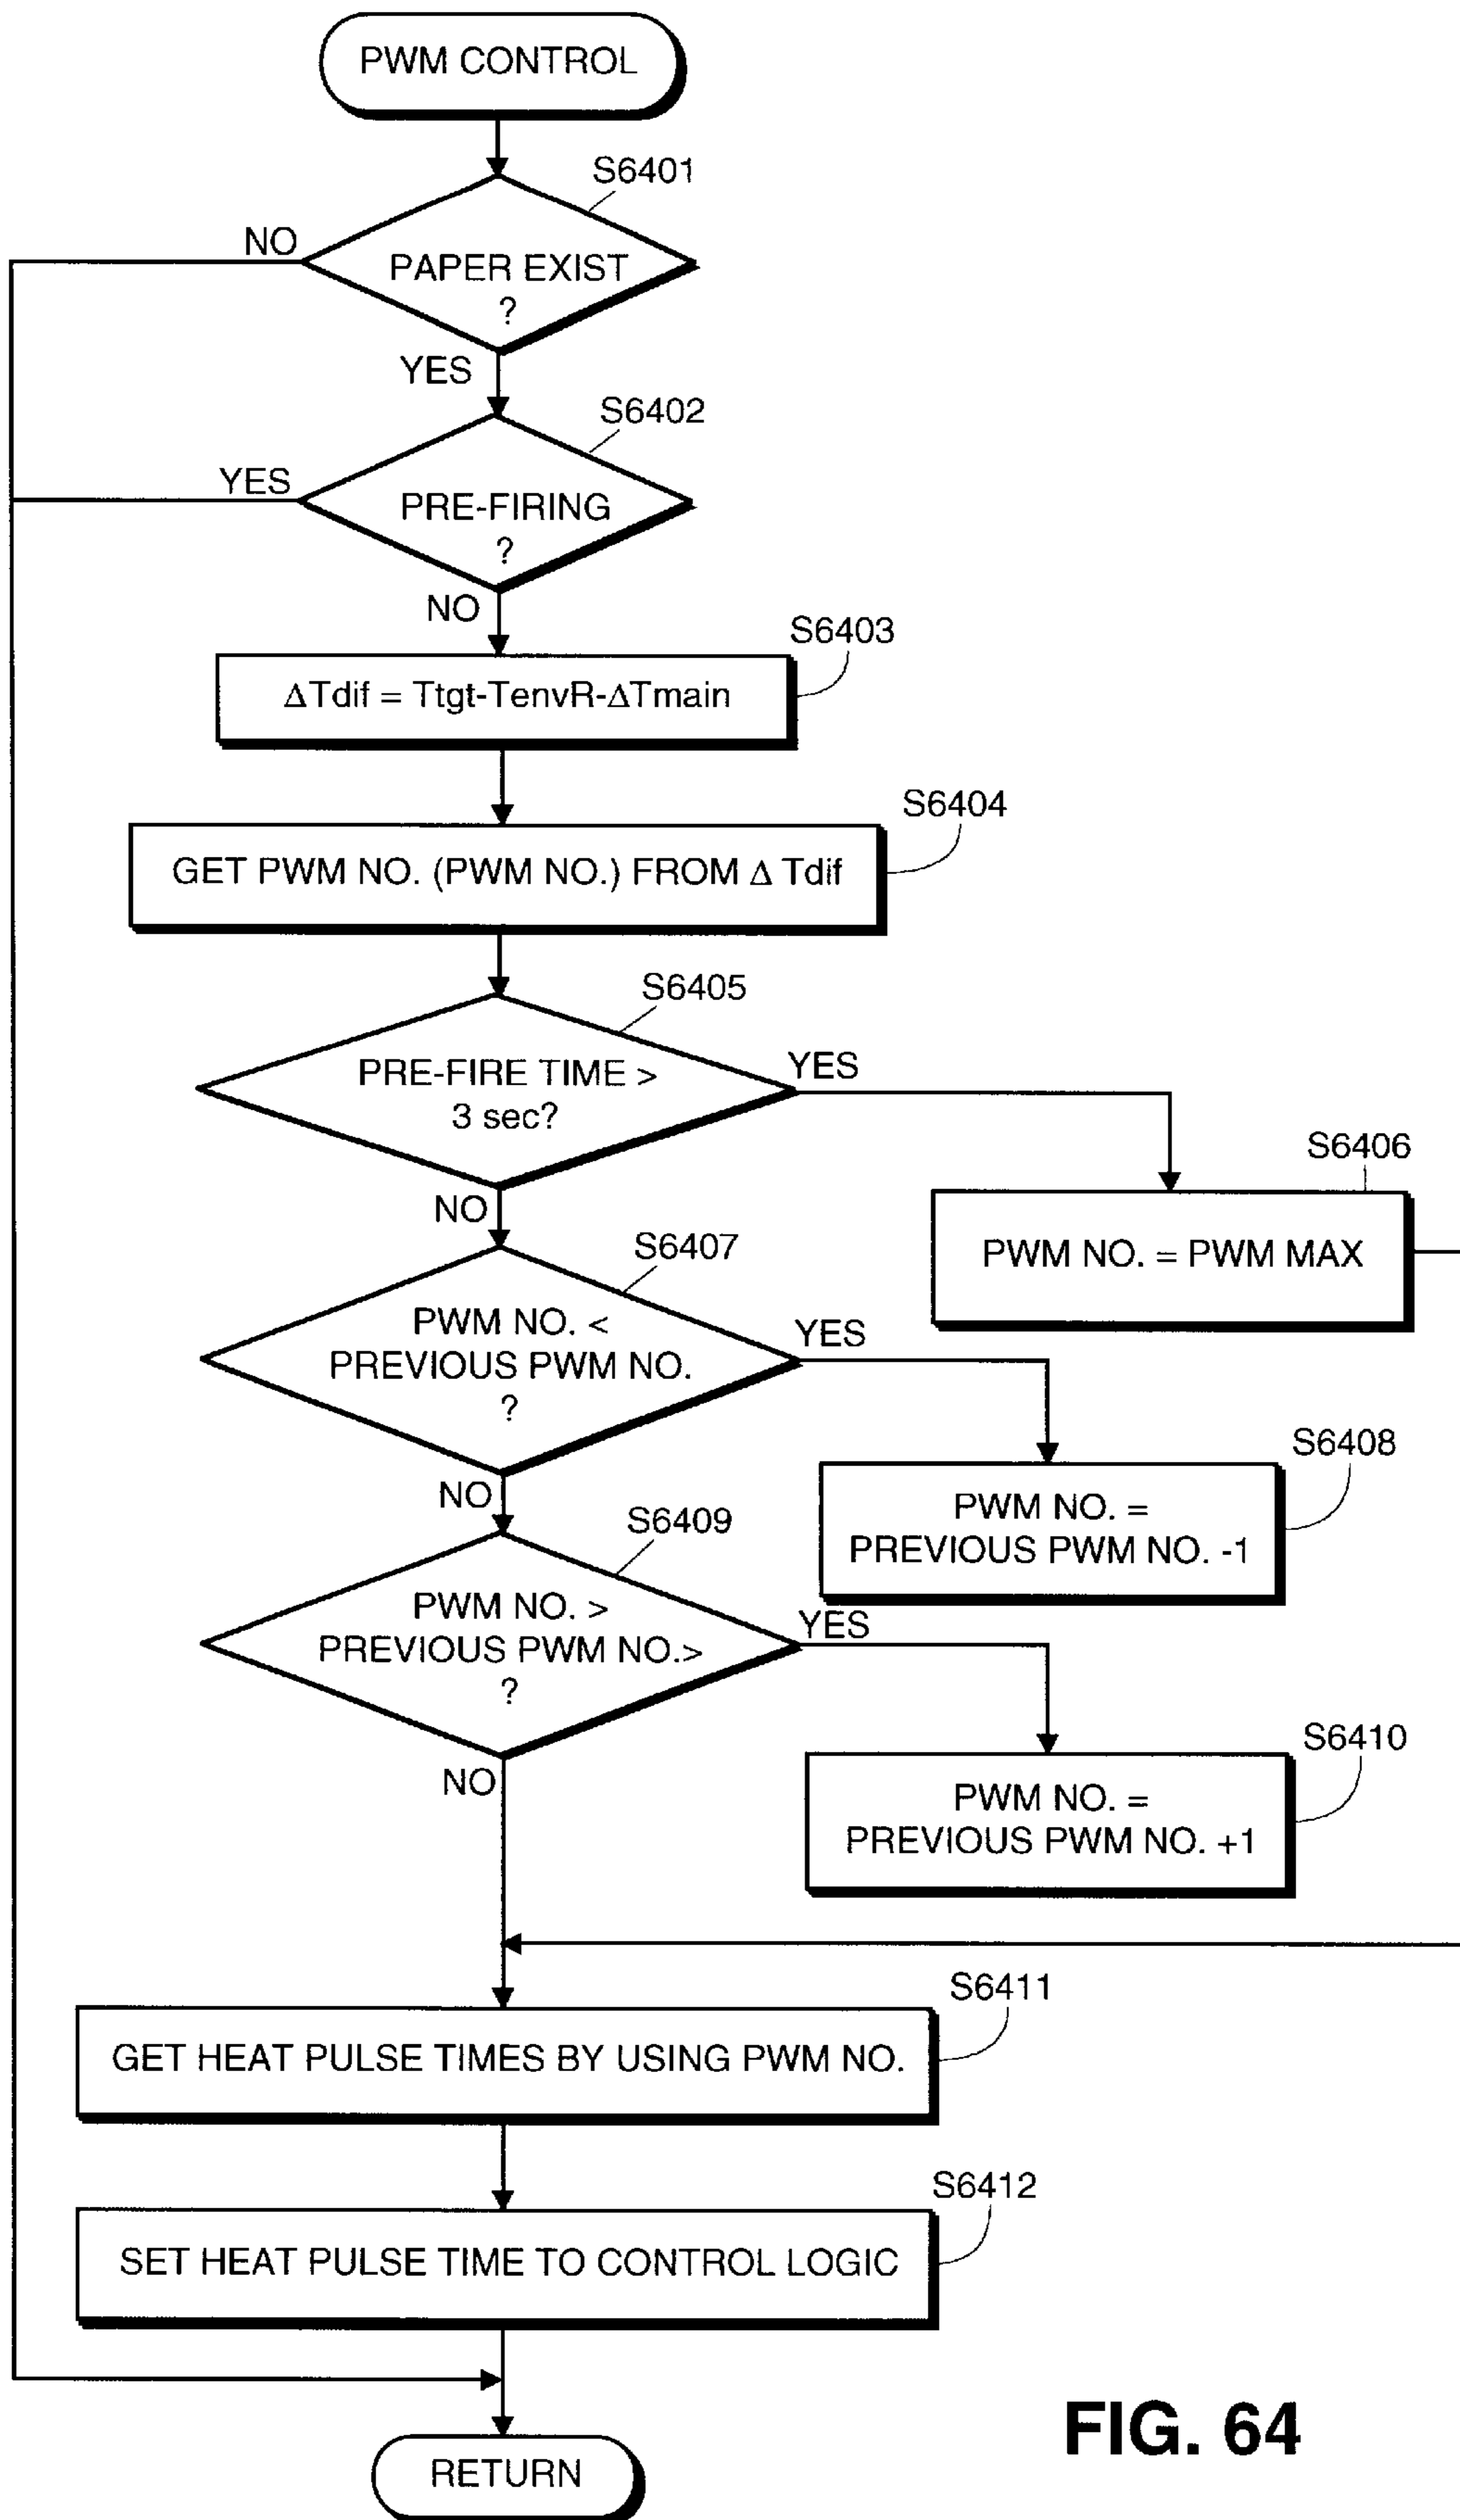 PWM CONTROL
S6401
NO
PAPER EXIST
?
YES
S6402
YES
PRE-FIRING
?
NO
S6403
ΔTdif = Ttgt-TenvR-ΔTmain
S6404
GET PWM NO. (PWM NO.) FROM Δ Tdif
S6405
PRE-FIRE TIME >
3 sec?
YES
S6406
PWM NO. = PWM MAX
NO
S6407
PWM NO. <
PREVIOUS PWM NO.
?
YES
S6408
PWM NO. =
PREVIOUS PWM NO. -1
NO
S6409
PWM NO. >
PREVIOUS PWM NO.>
?
YES
S6410
PWM NO. =
PREVIOUS PWM NO. +1
NO
S6411
GET HEAT PULSE TIMES BY USING PWM NO.
S6412
SET HEAT PULSE TIME TO CONTROL LOGIC
RETURN
FIG. 64